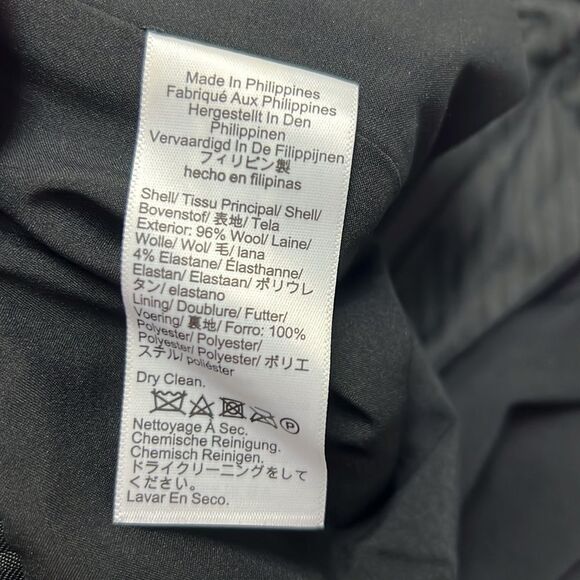 Made In Philippines
Fabriqué Aux Philippines
Hergestellt In Den
Philippinen
Vervaardigd In De Filippijnen
フィリピン製
hecho en filipinas
Shell/ Tissu Principal/ Shell/
Bovenstof/ 表地/ Tela
Exterior: 96% Wool/ Laine/
Wolle/ Wol/ 毛/ lana
4% Elastane/ Élasthanne/
Elastan/ Elastaan/ ポリウレ
タン/ elastano
Lining/ Doublure/ Futter/
Voering/ 裏地/ Forro: 100%
Polyester/ Polyester/
Polyester/ Polyester/ ポリエ
ステル/ poliéster
Dry Clean.
P
Nettoyage À Sec.
Chemische Reinigung.
Chemisch Reinigen.
ドライクリーニングをして
ください。
Lavar En Seco.